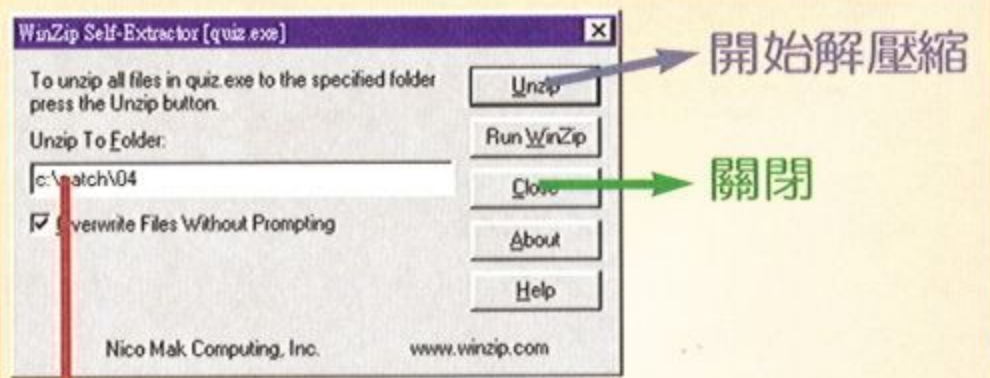 WinZip Self-Extractor [quiz.exe]
To unzip all files in quiz.exe to the specified folder
press the Unzip button.
Unzip To Folder:
c:\patch\04
Overwrite Files Without Prompting
Unzip
Run WinZip
Close
About
Help
Nico Mak Computing, Inc.
www.winzip.com
開始解壓縮
關閉